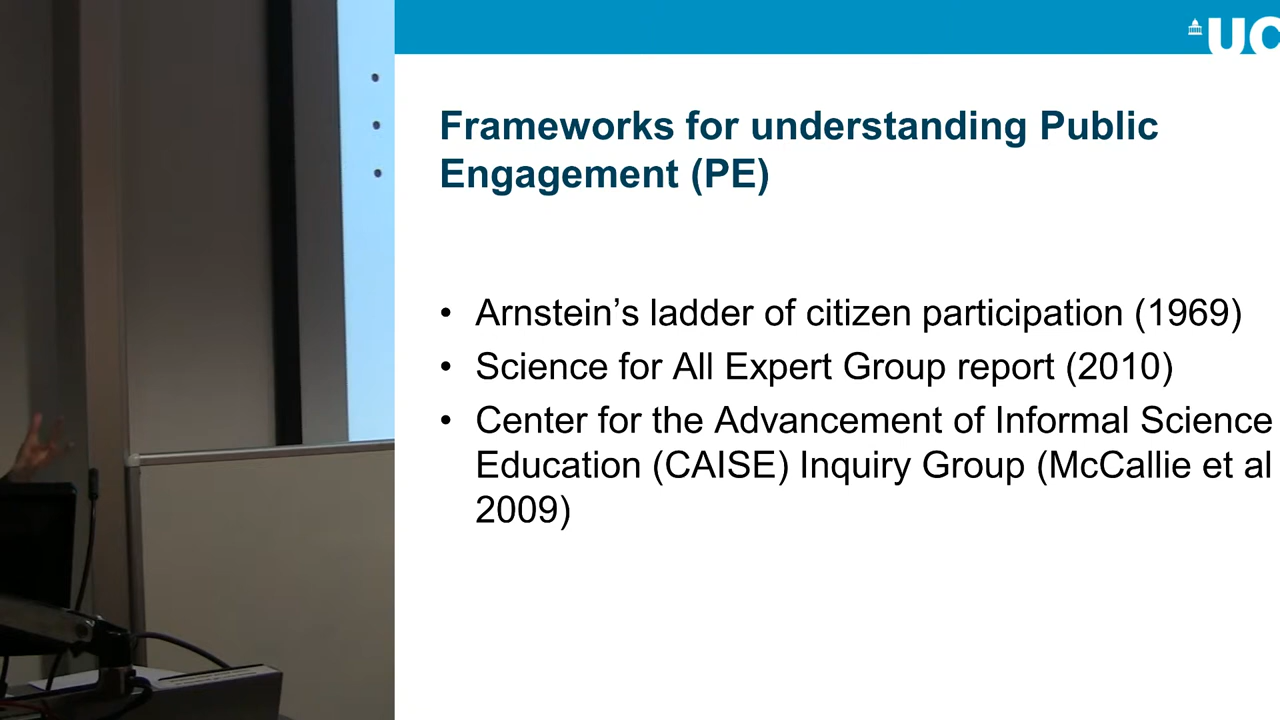 UC
Frameworks for understanding Public
Engagement (PE)
• Arnstein’s ladder of citizen participation (1969)
• Science for All Expert Group report (2010)
• Center for the Advancement of Informal Science
Education (CAISE) Inquiry Group (McCallie et al
2009)